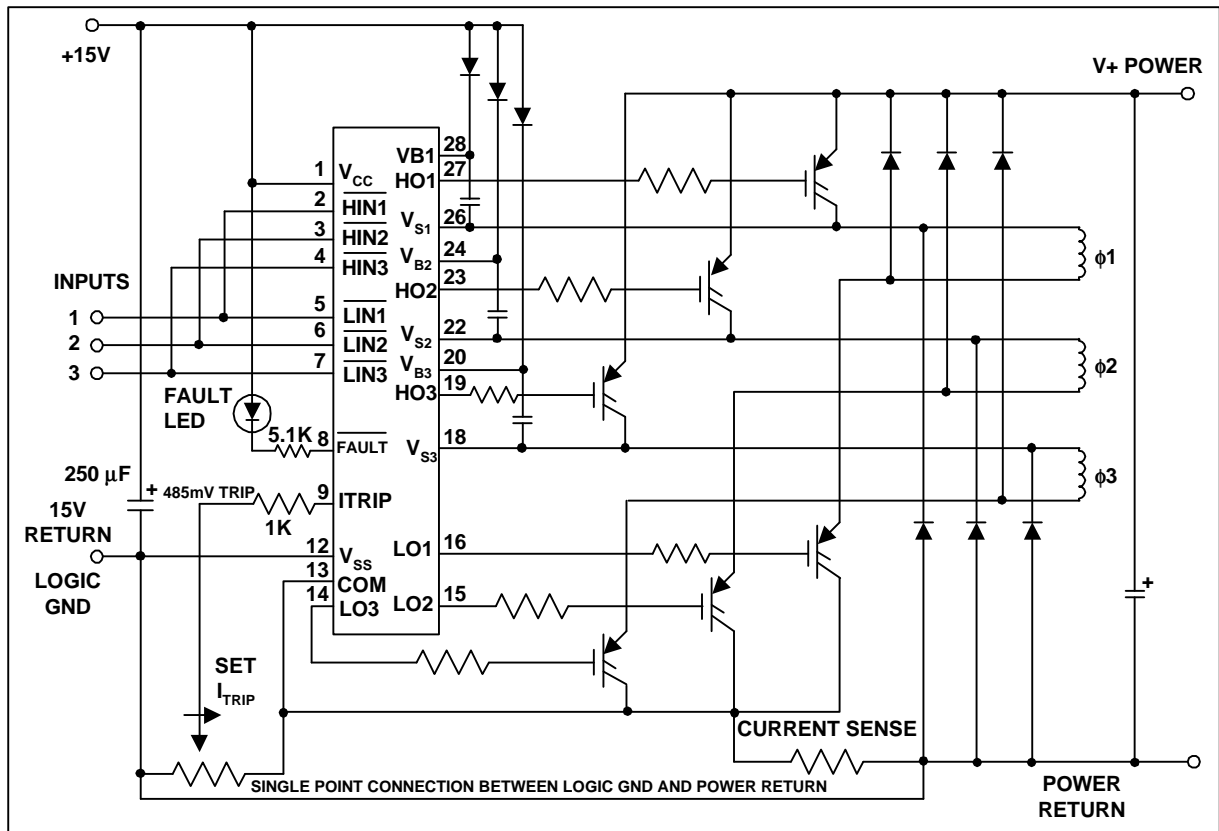 +15V
V+ POWER
1 VCC
2 HIN1
3 HIN2
4 HIN3
5 LIN1
6 LIN2
7 LIN3
8 FAULT
9 ITRIP
12 VSS
13 COM
14 LO3
VB1 28
HO1 27
VS1 26
VB2 24
HO2 23
VS2 22
VB3 20
HO3 19
VS3 18
LO1 16
LO2 15
INPUTS
1
2
3
FAULT
LED
5.1K
250 µF
+
485mV TRIP
1K
15V
RETURN
LOGIC
GND
SET
ITRIP
ϕ1
ϕ2
ϕ3
+
CURRENT SENSE
SINGLE POINT CONNECTION BETWEEN LOGIC GND AND POWER RETURN
POWER
RETURN